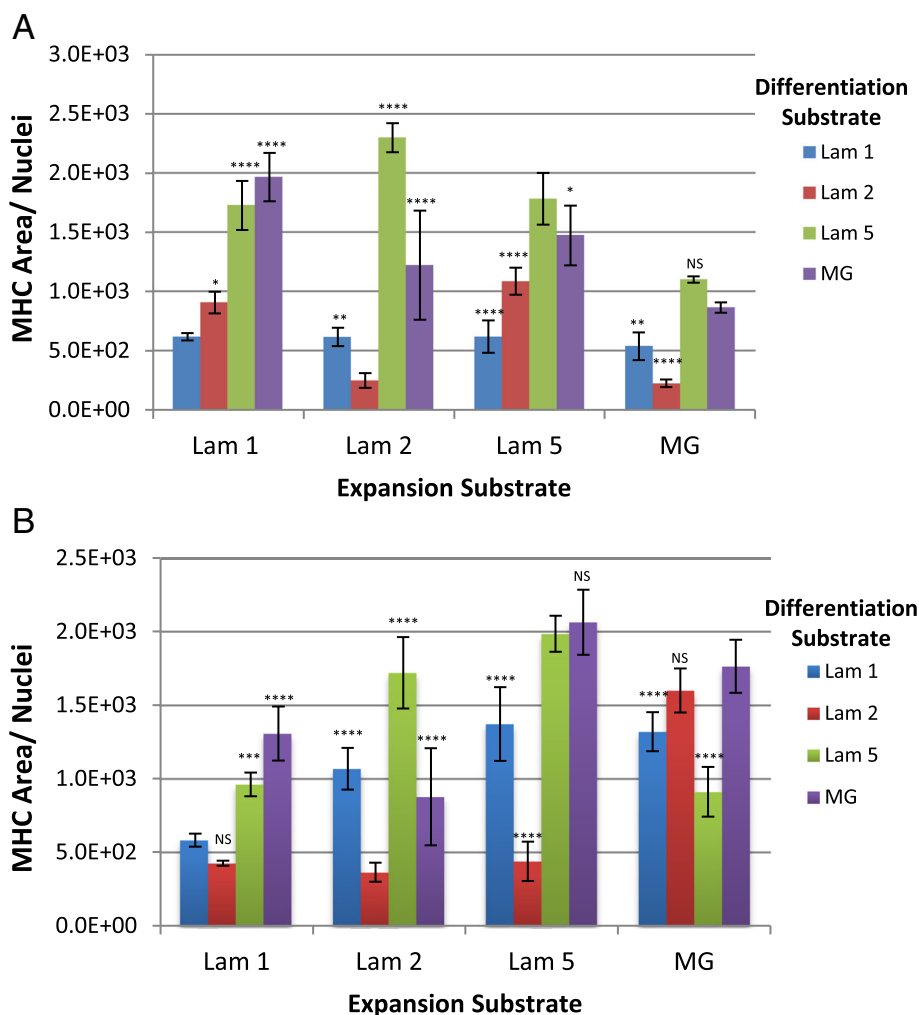 A
MHC Area/ Nuclei
3.0E+03
2.5E+03
2.0E+03
1.5E+03
1.0E+03
5.0E+02
0.0E+00
*
****
****
**
****
****
****
****
*
**
****
NS
Lam 1
Lam 2
Lam 5
MG
Expansion Substrate
Differentiation
Substrate
Lam 1
Lam 2
Lam 5
MG
B
MHC Area/ Nuclei
2.5E+03
2.0E+03
1.5E+03
1.0E+03
5.0E+02
0.0E+00
NS
***
****
****
****
****
****
****
NS
****
NS
****
Lam 1
Lam 2
Lam 5
MG
Expansion Substrate
Differentiation
Substrate
Lam 1
Lam 2
Lam 5
MG